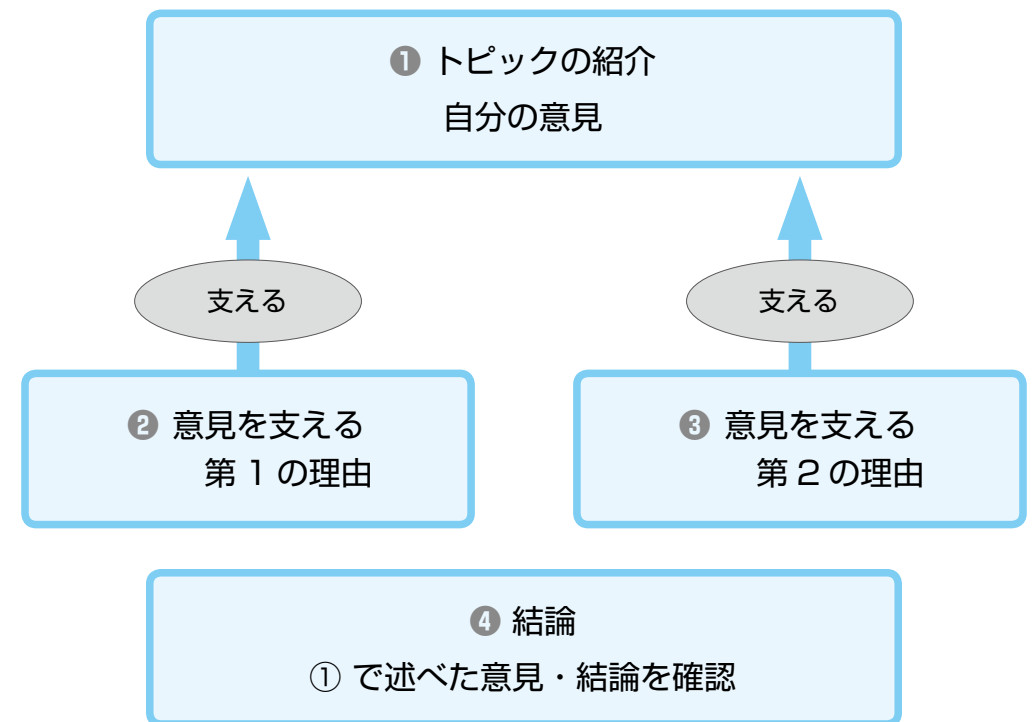 ❶ トピックの紹介
自分の意見
支える
支える
❷ 意見を支える
第 1 の理由
❸ 意見を支える
第 2 の理由
❹ 結論
① で述べた意見・結論を確認